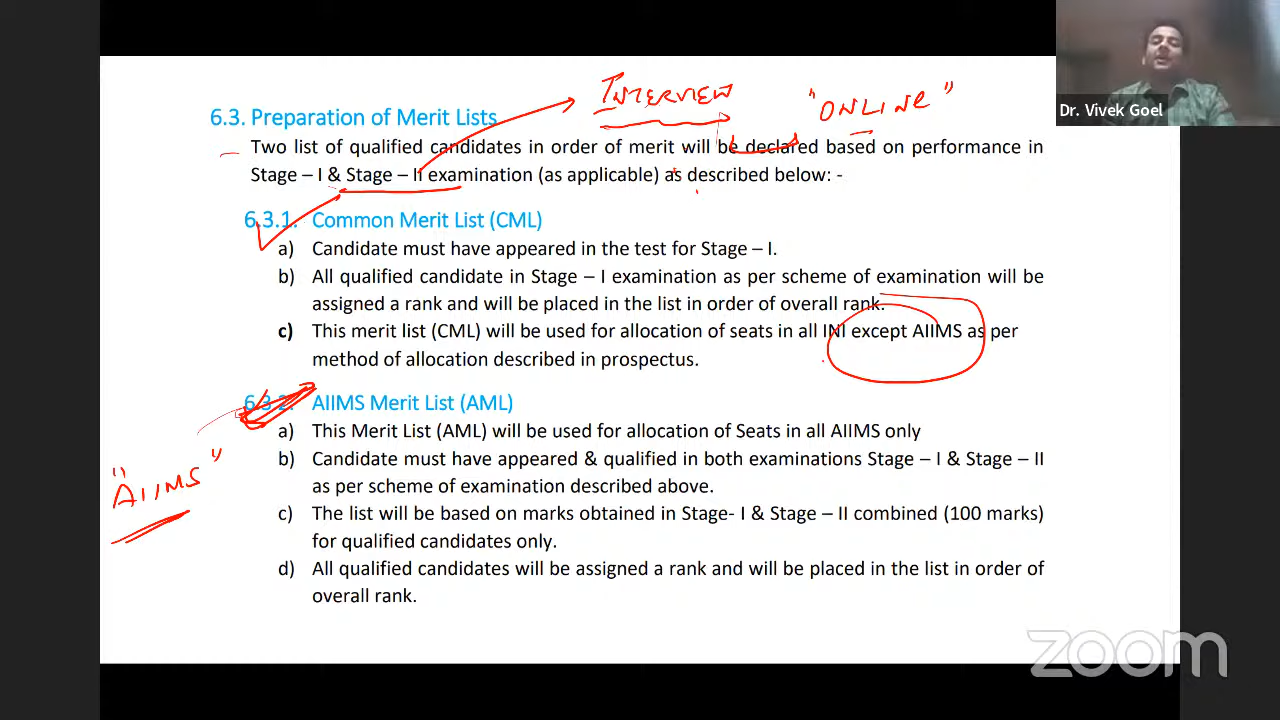 INTERVIEW
"ONLINE"
Dr. Vivek Goel
6.3. Preparation of Merit Lists
Two list of qualified candidates in order of merit will be declared based on performance in
Stage – I & Stage – II examination (as applicable) as described below: -
6.3.1. Common Merit List (CML)
a) Candidate must have appeared in the test for Stage – I.
b) All qualified candidate in Stage – I examination as per scheme of examination will be
assigned a rank and will be placed in the list in order of overall rank.
c) This merit list (CML) will be used for allocation of seats in all INI except AIIMS as per
method of allocation described in prospectus.
6.3.2. AIIMS Merit List (AML)
a) This Merit List (AML) will be used for allocation of Seats in all AIIMS only
b) Candidate must have appeared & qualified in both examinations Stage – I & Stage – II
as per scheme of examination described above.
"AIIMS"
c) The list will be based on marks obtained in Stage- I & Stage – II combined (100 marks)
for qualified candidates only.
d) All qualified candidates will be assigned a rank and will be placed in the list in order of
overall rank.
zoom